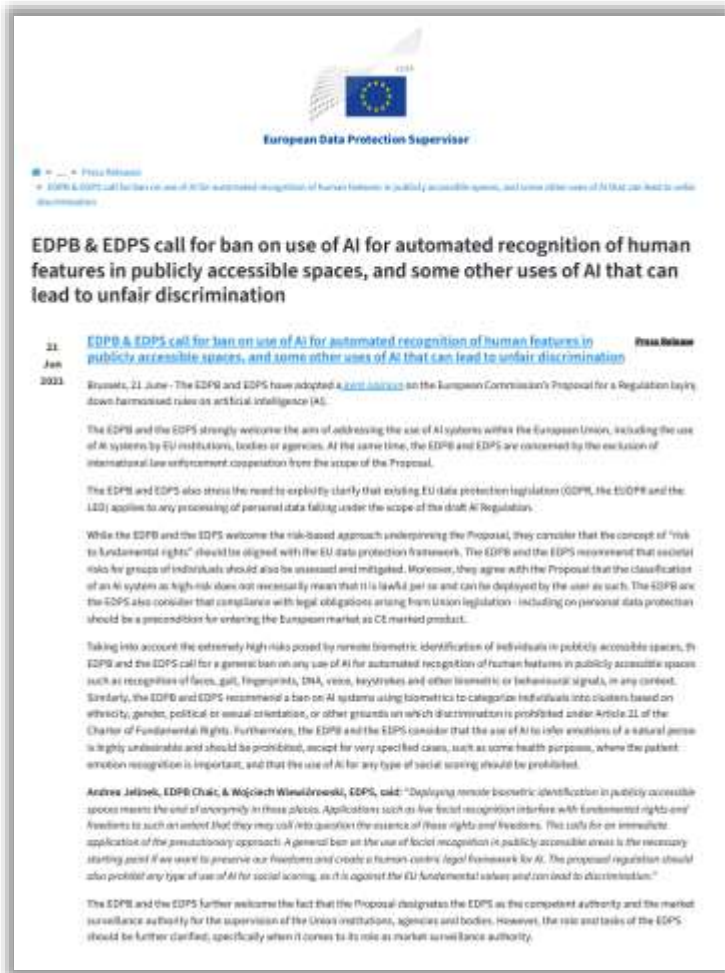 European Data Protection Supervisor
» ... » Press Releases
» EDPB & EDPS call for ban on use of AI for automated recognition of human features in publicly accessible spaces, and some other uses of AI that can lead to unfair
discrimination
EDPB & EDPS call for ban on use of AI for automated recognition of human
features in publicly accessible spaces, and some other uses of AI that can
lead to unfair discrimination
21
Jun
2021
EDPB & EDPS call for ban on use of AI for automated recognition of human features in
publicly accessible spaces, and some other uses of AI that can lead to unfair discrimination
Press Release
Brussels, 21 June - The EDPB and EDPS have adopted a joint opinion on the European Commission's Proposal for a Regulation laying
down harmonised rules on artificial intelligence (AI).
The EDPB and the EDPS strongly welcome the aim of addressing the use of AI systems within the European Union, including the use
of AI systems by EU institutions, bodies or agencies. At the same time, the EDPB and EDPS are concerned by the exclusion of
international law enforcement cooperation from the scope of the Proposal.
The EDPB and EDPS also stress the need to explicitly clarify that existing EU data protection legislation (GDPR, the EUDPR and the
LED) applies to any processing of personal data falling under the scope of the draft AI Regulation.
While the EDPB and the EDPS welcome the risk-based approach underpinning the Proposal, they consider that the concept of "risk
to fundamental rights" should be aligned with the EU data protection framework. The EDPB and the EDPS recommend that societal
risks for groups of individuals should also be assessed and mitigated. Moreover, they agree with the Proposal that the classification
of an AI system as high-risk does not necessarily mean that it is lawful per se and can be deployed by the user as such. The EDPB and
the EDPS also consider that compliance with legal obligations arising from Union legislation - including on personal data protection
should be a precondition for entering the European market as CE marked product.
Taking into account the extremely high risks posed by remote biometric identification of individuals in publicly accessible spaces, th
EDPB and the EDPS call for a general ban on any use of AI for automated recognition of human features in publicly accessible spaces
such as recognition of faces, gait, fingerprints, DNA, voice, keystrokes and other biometric or behavioural signals, in any context.
Similarly, the EDPB and EDPS recommend a ban on AI systems using biometrics to categorize individuals into clusters based on
ethnicity, gender, political or sexual orientation, or other grounds on which discrimination is prohibited under Article 21 of the
Charter of Fundamental Rights. Furthermore, the EDPB and the EDPS consider that the use of AI to infer emotions of a natural person
is highly undesirable and should be prohibited, except for very specified cases, such as some health purposes, where the patient
emotion recognition is important, and that the use of AI for any type of social scoring should be prohibited.
Andrea Jelinek, EDPB Chair, & Wojciech Wiewiórowski, EDPS, said: "Deploying remote biometric identification in publicly accessible
spaces means the end of anonymity in those places. Applications such as live facial recognition interfere with fundamental rights and
freedoms to such an extent that they may call into question the essence of these rights and freedoms. This calls for an immediate
application of the precautionary approach. A general ban on the use of facial recognition in publicly accessible areas is the necessary
starting point if we want to preserve our freedoms and create a human-centric legal framework for AI. The proposed regulation should
also prohibit any type of use of AI for social scoring, as it is against the EU fundamental values and can lead to discrimination."
The EDPB and the EDPS further welcome the fact that the Proposal designates the EDPS as the competent authority and the market
surveillance authority for the supervision of the Union institutions, agencies and bodies. However, the role and tasks of the EDPS
should be further clarified, specifically when it comes to its role as market surveillance authority.